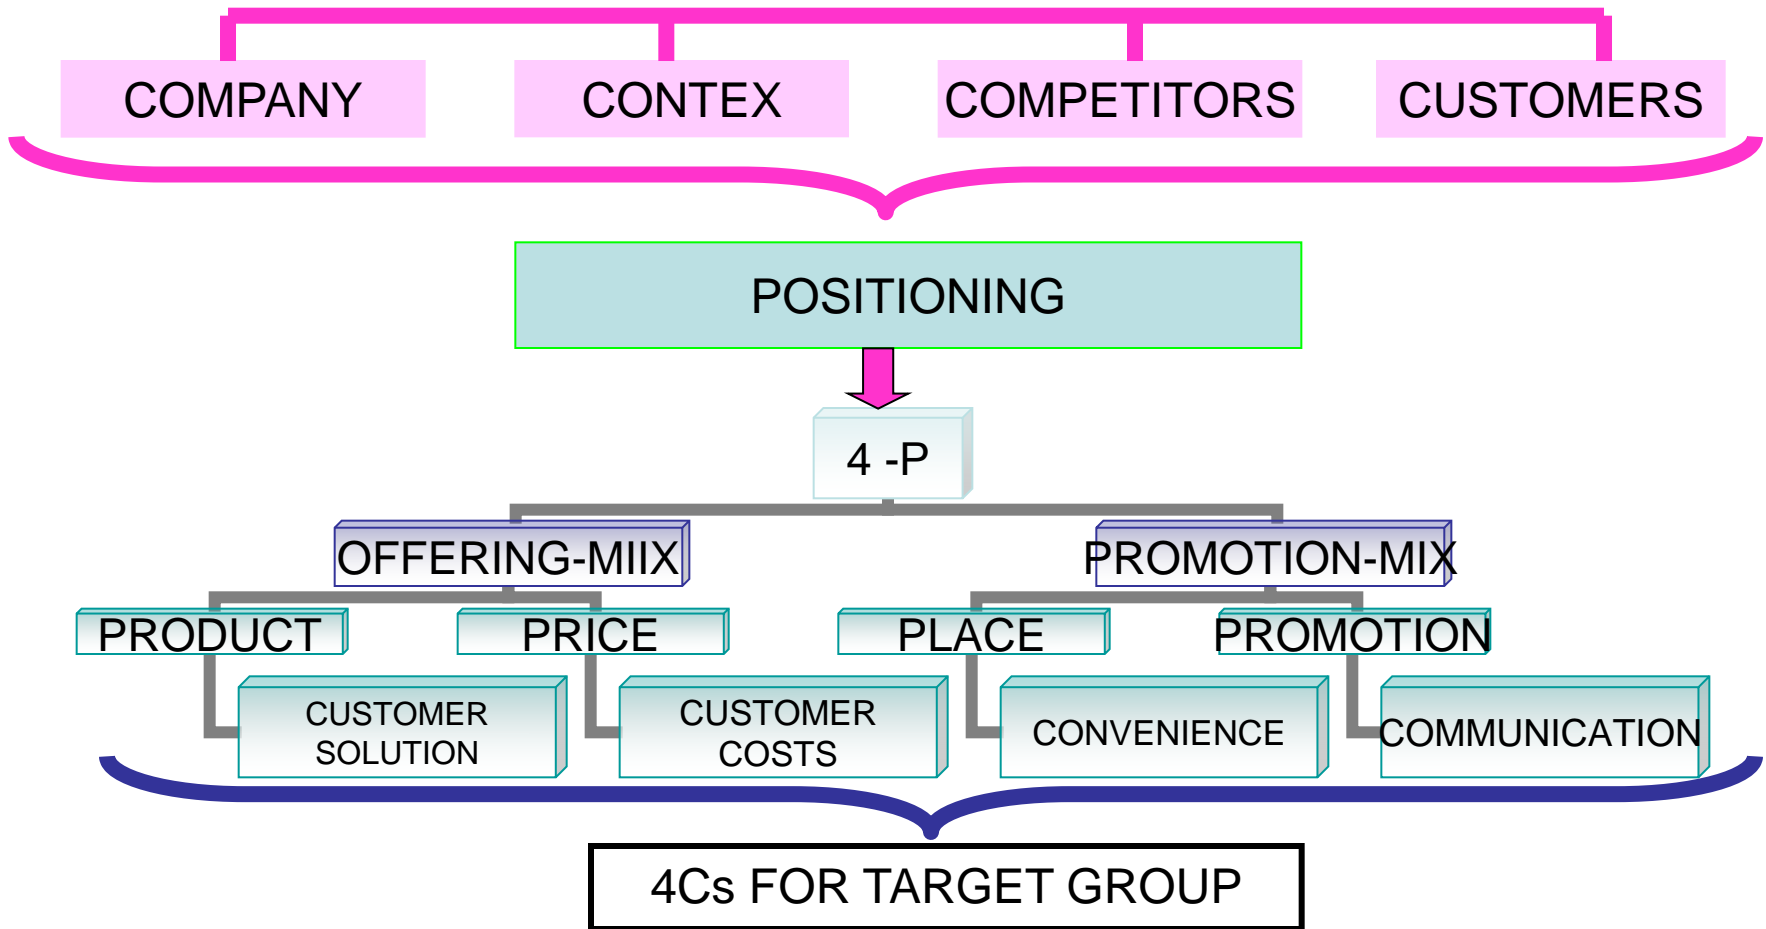 COMPANY
CONTEX
COMPETITORS
CUSTOMERS
POSITIONING
4 -P
OFFERING-MIIX
PROMOTION-MIX
PRODUCT
PRICE
PLACE
PROMOTION
CUSTOMER
SOLUTION
CUSTOMER
COSTS
CONVENIENCE
COMMUNICATION
4Cs FOR TARGET GROUP